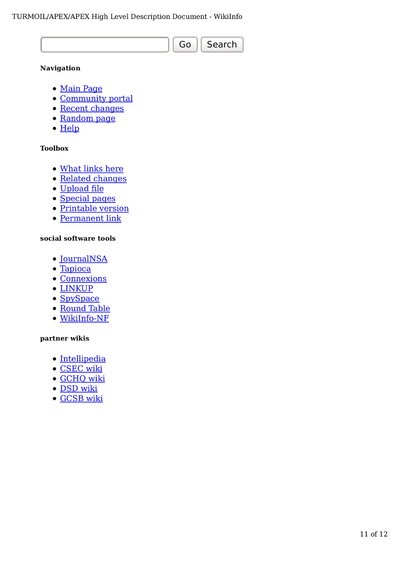 TURMOIL/APEX/APEX High Level Description Document - WikiInfo
Go Search
Navigation
Main Page
Community portal
Recent changes
Random page
Help
Toolbox
What links here
Related changes
Upload file
Special pages
Printable version
Permanent link
social software tools
JournalNSA
Tapioca
Connexions
LINKUP
SpySpace
Round Table
WikiInfo-NF
partner wikis
Intellipedia
CSEC wiki
GCHQ wiki
DSD wiki
GCSB wiki
11 of 12